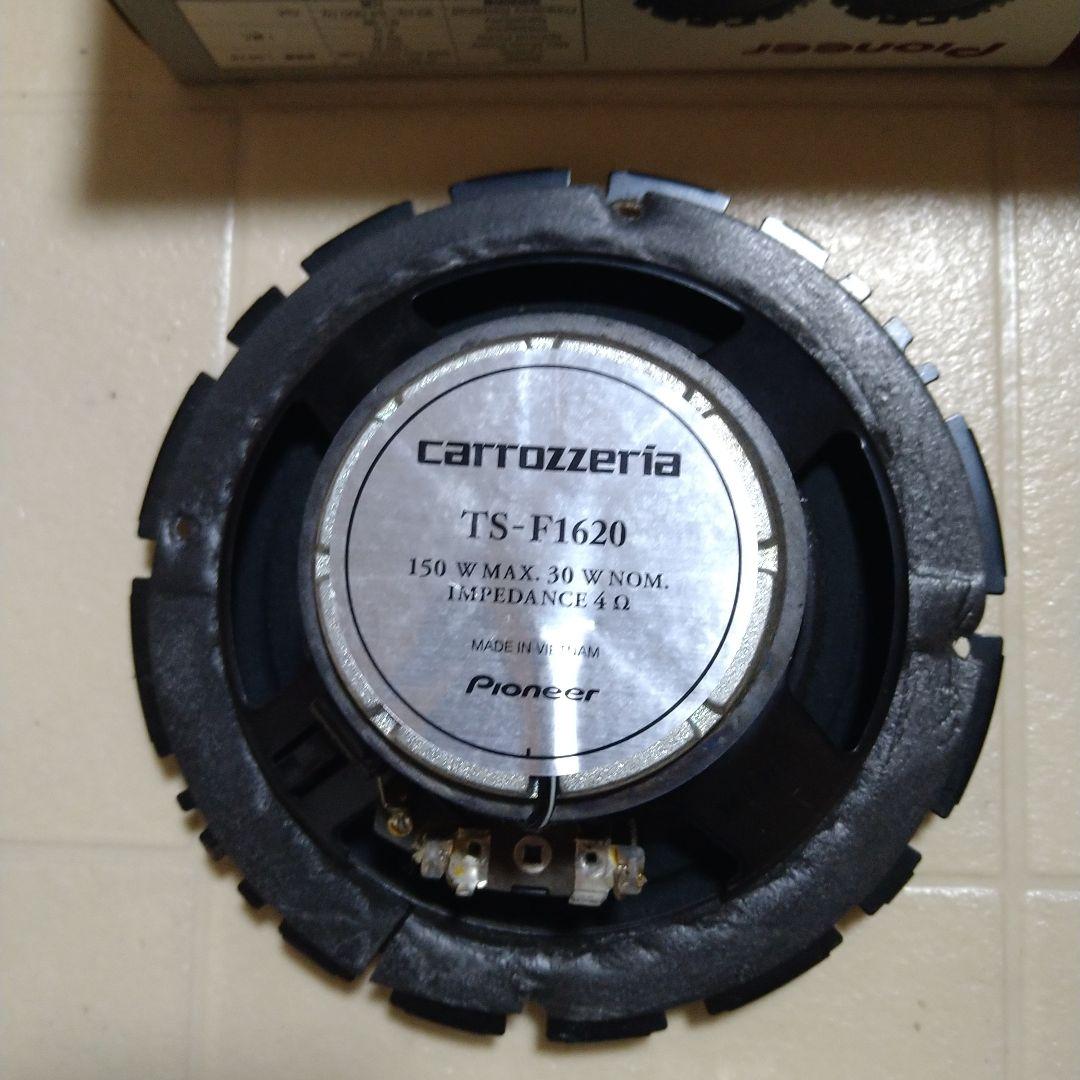 Pioneer
carrozzeria
TS-F1620
150 W MAX. 30 W NOM.
IMPEDANCE 4 Ω
MADE IN VIETNAM
Pioneer